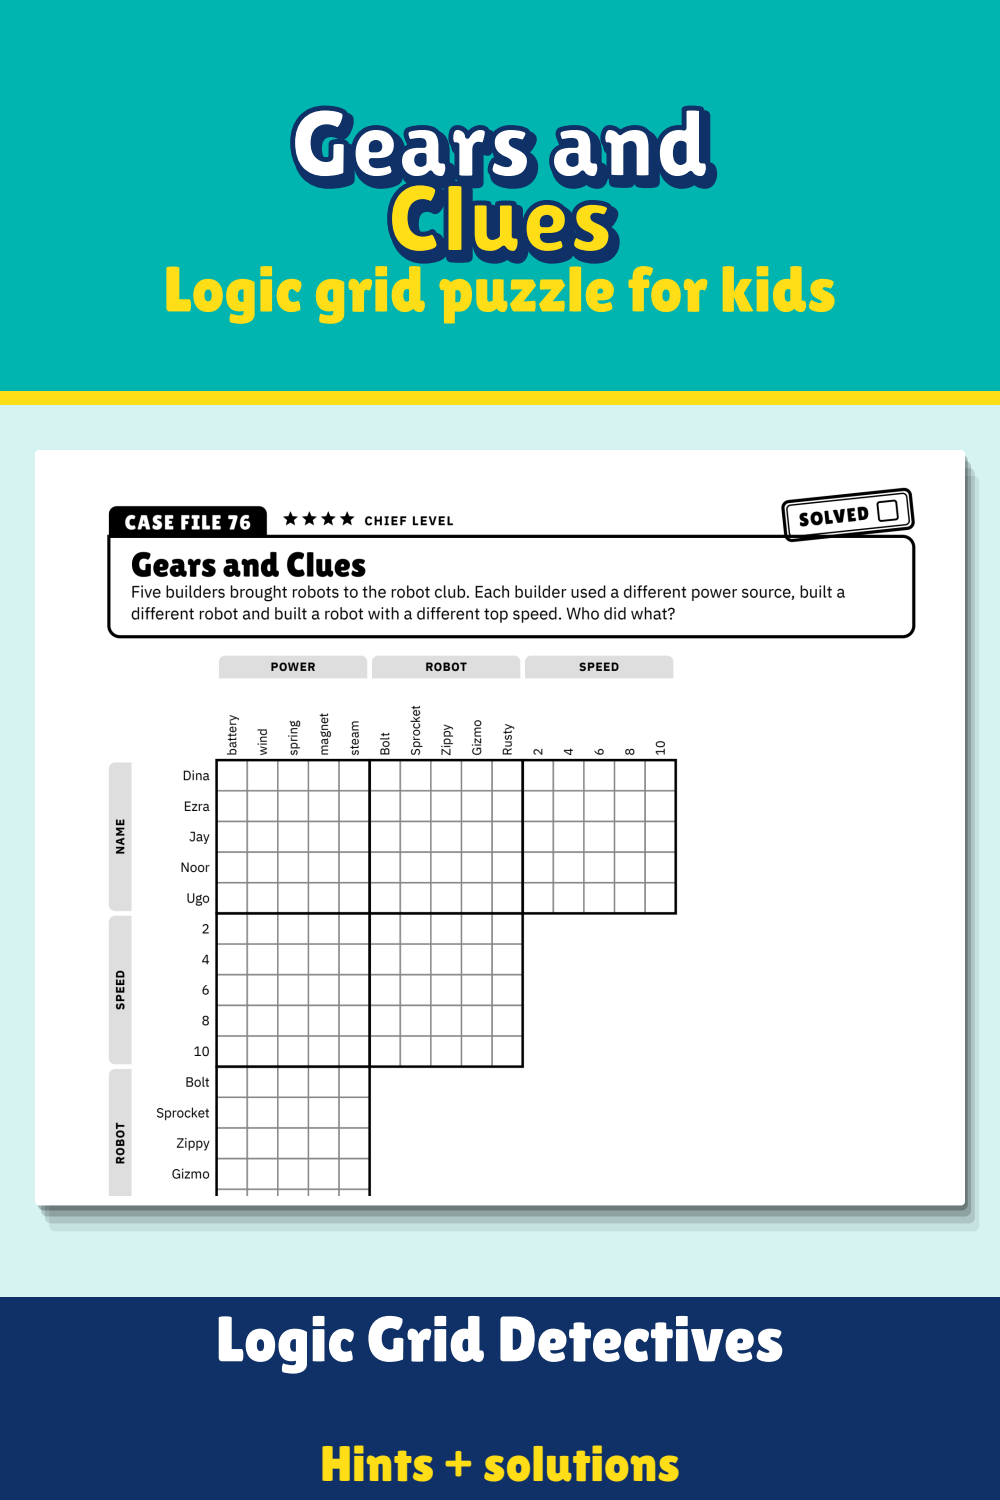 Gears and
Clues
Logic grid puzzle for kids
CASE FILE 76
CHIEF LEVEL
SOLVED
Gears and Clues
Five builders brought robots to the robot club. Each builder used a different power source, built a
different robot and built a robot with a different top speed. Who did what?
POWER ROBOT SPEED
battery wind spring magnet steam Bolt Sprocket Zippy Gizmo Rusty 2 4 6 8 10
NAME
Dina
Ezra
Jay
Noor
Ugo
SPEED
2
4
6
8
10
ROBOT
Bolt
Sprocket
Zippy
Gizmo
Logic Grid Detectives
Hints + solutions